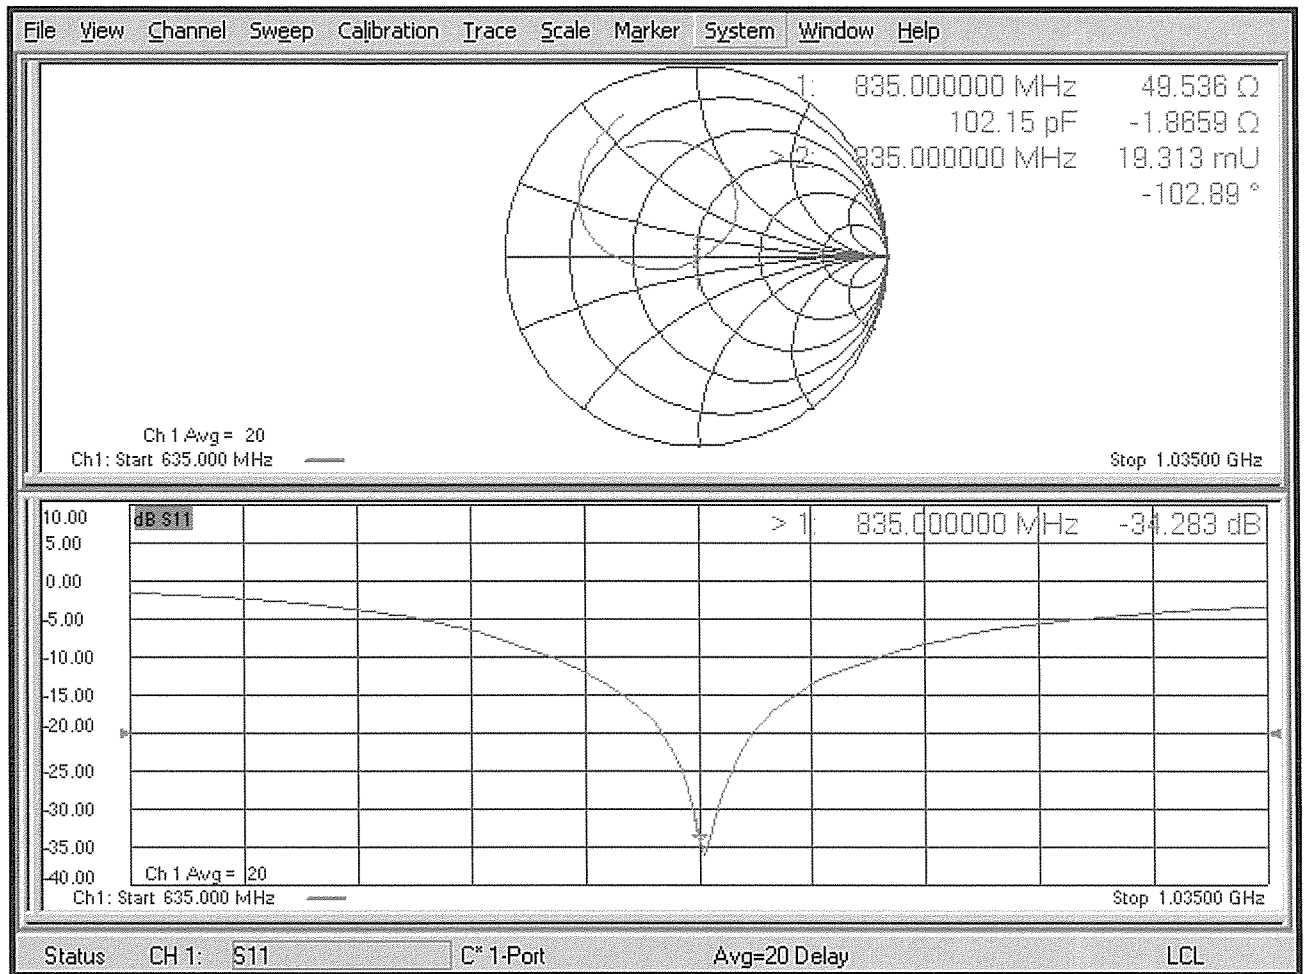 File View Channel Sweep Calibration Trace Scale Marker System Window Help
1: 835.000000 MHz 49.536 Ω
102.15 pF -1.8659 Ω
> 2: 835.000000 MHz 19.313 mU
-102.89 °
Ch 1 Avg = 20
Ch1: Start 635.000 MHz Stop 1.03500 GHz
10.00 dB S11 > 1: 835.000000 MHz -34.283 dB
5.00
0.00
-5.00
-10.00
-15.00
-20.00
-25.00
-30.00
-35.00
-40.00 Ch 1 Avg = 20
Ch1: Start 635.000 MHz Stop 1.03500 GHz
Status CH 1: S11 C* 1-Port Avg=20 Delay LCL